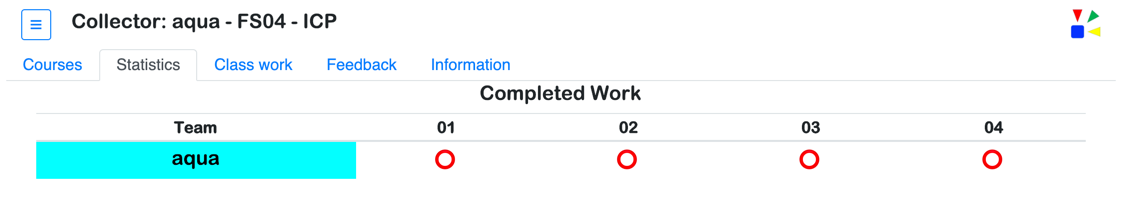 Collector: aqua - FS04 - ICP
Courses Statistics Class work Feedback Information
Completed Work
Team 01 02 03 04
aqua